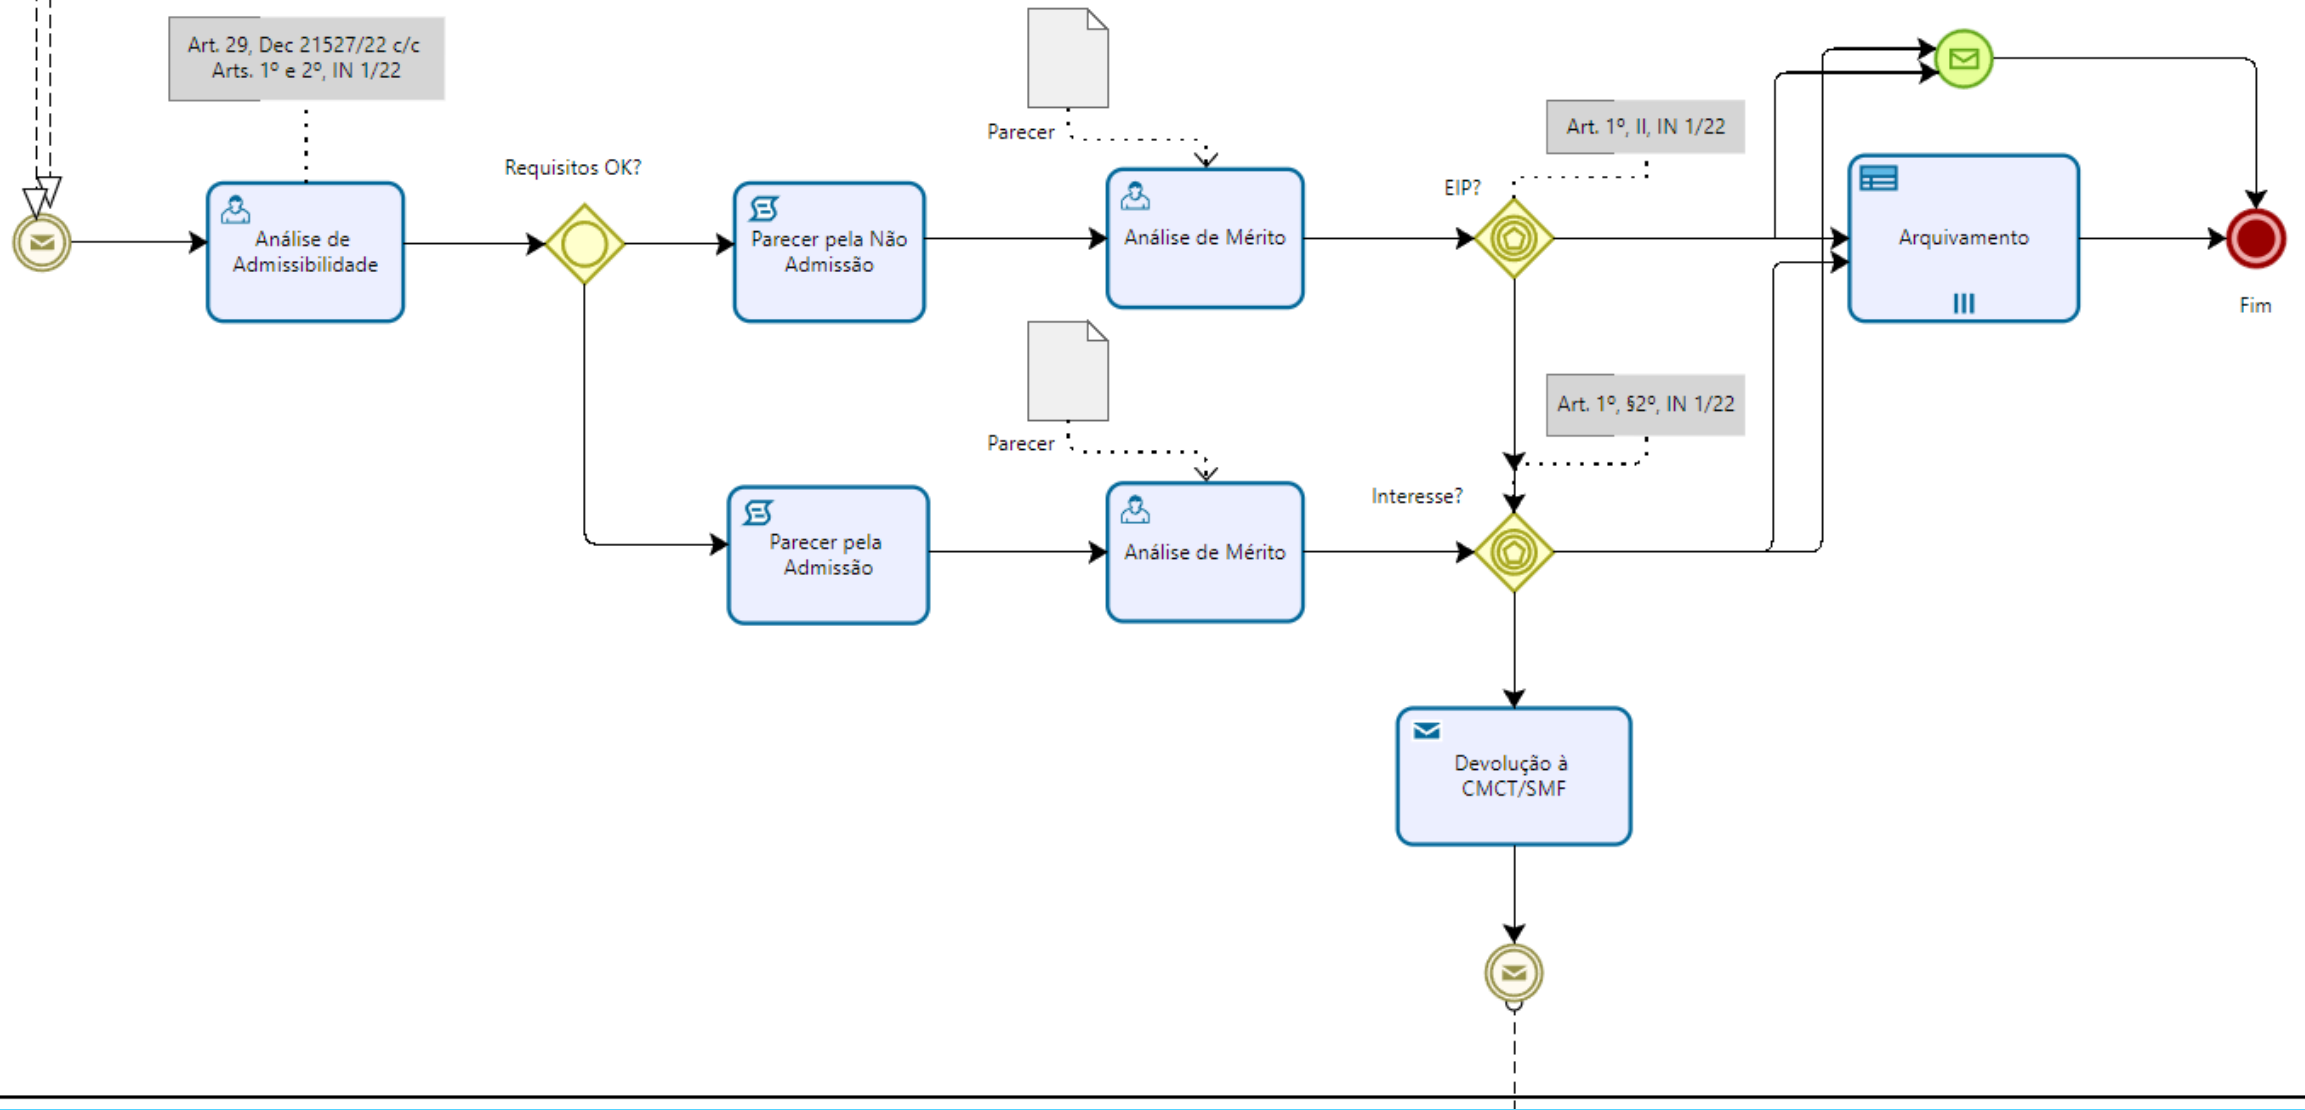 Art. 29, Dec 21527/22 c/c
Arts. 1º e 2º, IN 1/22
Parecer
Art. 1º, II, IN 1/22
Requisitos OK?
EIP?
Análise de
Admissibilidade
Parecer pela Não
Admissão
Análise de Mérito
Arquivamento
Fim
Parecer
Art. 1º, §2º, IN 1/22
Interesse?
Parecer pela
Admissão
Análise de Mérito
Devolução à
CMCT/SMF